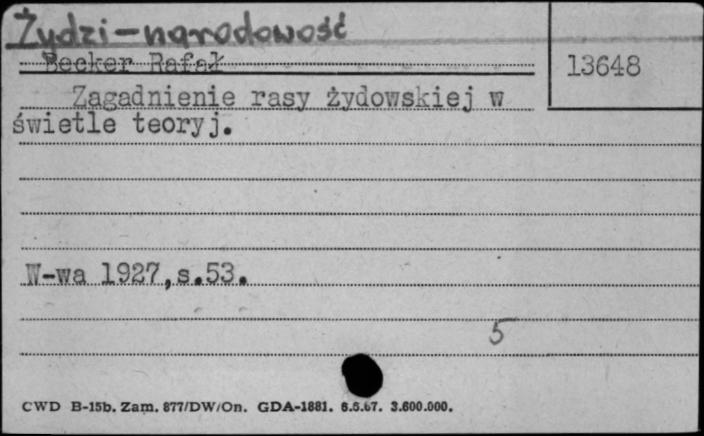 Żydzi-narodowość
Becker Rafał
13648
Zagadnienie rasy żydowskiej w
świetle teoryj.
W-wa 1927,s.53.
5
CWD B-15b. Zam. 877/DW/On. GDA-1881. 6.5.67. 3.600.000.